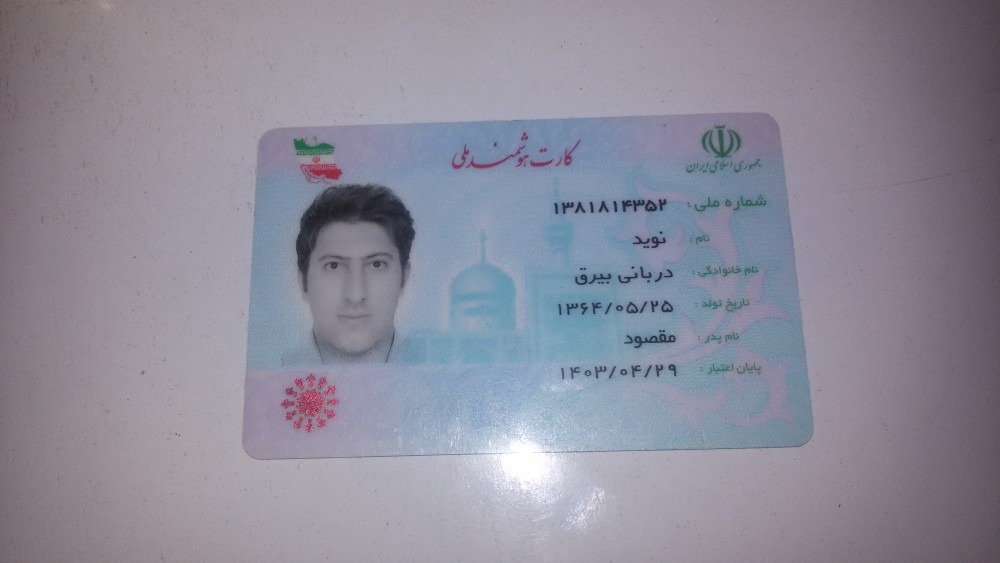 کارت هوشمند ملی
جمهوری اسلامی ایران
شماره ملی : ۱۳۸۱۸۱۴۳۵۲
نام : نوید
نام خانوادگی : دربانی بیرق
تاریخ تولد : ۱۳۶۴/۰۵/۲۵
نام پدر : مقصود
پایان اعتبار : ۱۴۰۳/۰۴/۲۹